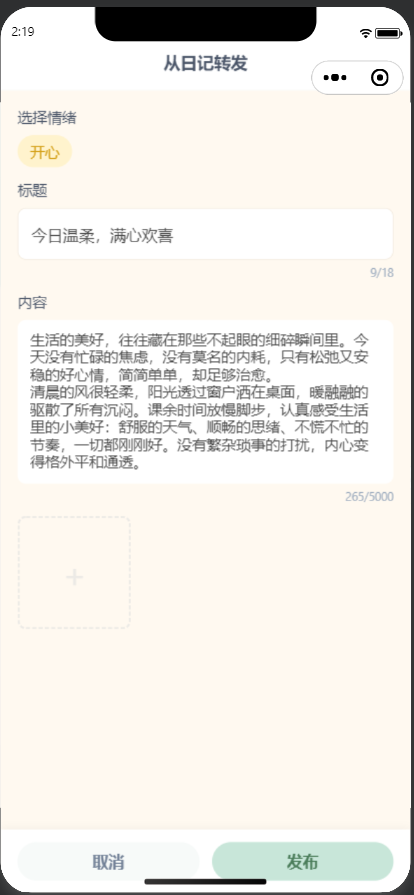 2:19
从日记转发
选择情绪
开心
标题
今日温柔，满心欢喜
9/18
内容
生活的美好，往往藏在那些不起眼的细碎瞬间里。今
天没有忙碌的焦虑，没有莫名的内耗，只有松弛又安
稳的好心情，简简单单，却足够治愈。
清晨的风很轻柔，阳光透过窗户洒在桌面，暖融融的
驱散了所有沉闷。课余时间放慢脚步，认真感受生活
里的小美好：舒服的天气、顺畅的思绪、不慌不忙的
节奏，一切都刚刚好。没有繁杂琐事的打扰，内心变
得格外平和通透。
265/5000
取消
发布